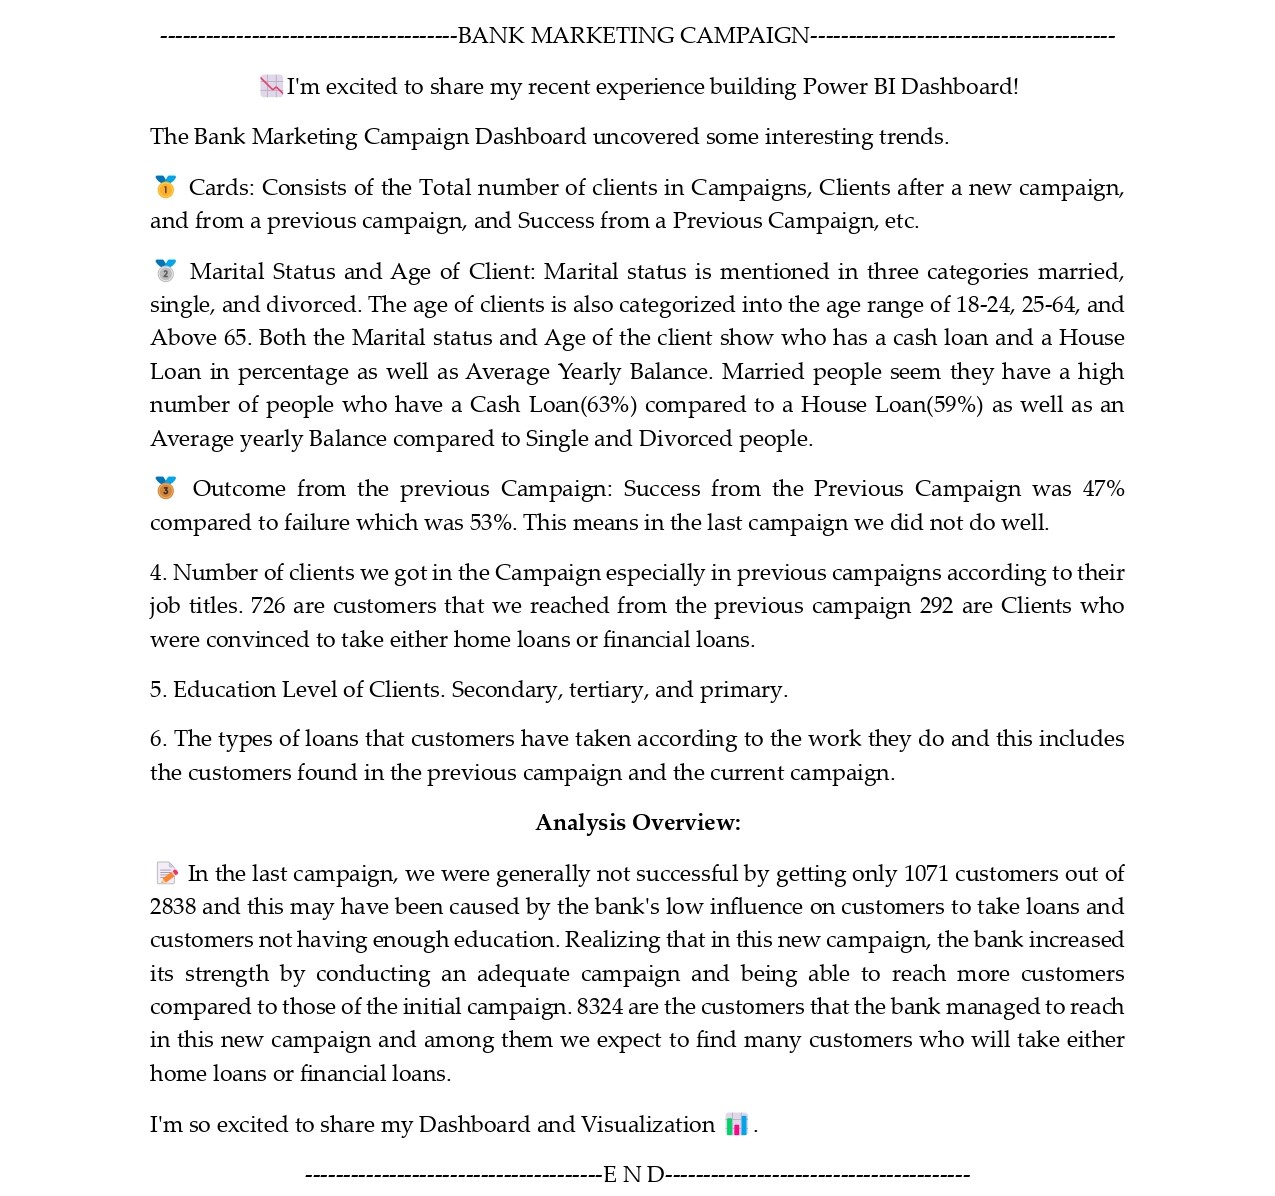 ---------------------------------------BANK MARKETING CAMPAIGN----------------------------------------
📉I'm excited to share my recent experience building Power BI Dashboard!
The Bank Marketing Campaign Dashboard uncovered some interesting trends.
🥇 Cards: Consists of the Total number of clients in Campaigns, Clients after a new campaign,
and from a previous campaign, and Success from a Previous Campaign, etc.
🥈 Marital Status and Age of Client: Marital status is mentioned in three categories married,
single, and divorced. The age of clients is also categorized into the age range of 18-24, 25-64, and
Above 65. Both the Marital status and Age of the client show who has a cash loan and a House
Loan in percentage as well as Average Yearly Balance. Married people seem they have a high
number of people who have a Cash Loan(63%) compared to a House Loan(59%) as well as an
Average yearly Balance compared to Single and Divorced people.
🥉 Outcome from the previous Campaign: Success from the Previous Campaign was 47%
compared to failure which was 53%. This means in the last campaign we did not do well.
4. Number of clients we got in the Campaign especially in previous campaigns according to their
job titles. 726 are customers that we reached from the previous campaign 292 are Clients who
were convinced to take either home loans or financial loans.
5. Education Level of Clients. Secondary, tertiary, and primary.
6. The types of loans that customers have taken according to the work they do and this includes
the customers found in the previous campaign and the current campaign.
Analysis Overview:
📝 In the last campaign, we were generally not successful by getting only 1071 customers out of
2838 and this may have been caused by the bank's low influence on customers to take loans and
customers not having enough education. Realizing that in this new campaign, the bank increased
its strength by conducting an adequate campaign and being able to reach more customers
compared to those of the initial campaign. 8324 are the customers that the bank managed to reach
in this new campaign and among them we expect to find many customers who will take either
home loans or financial loans.
I'm so excited to share my Dashboard and Visualization 📊 .
---------------------------------------E N D----------------------------------------